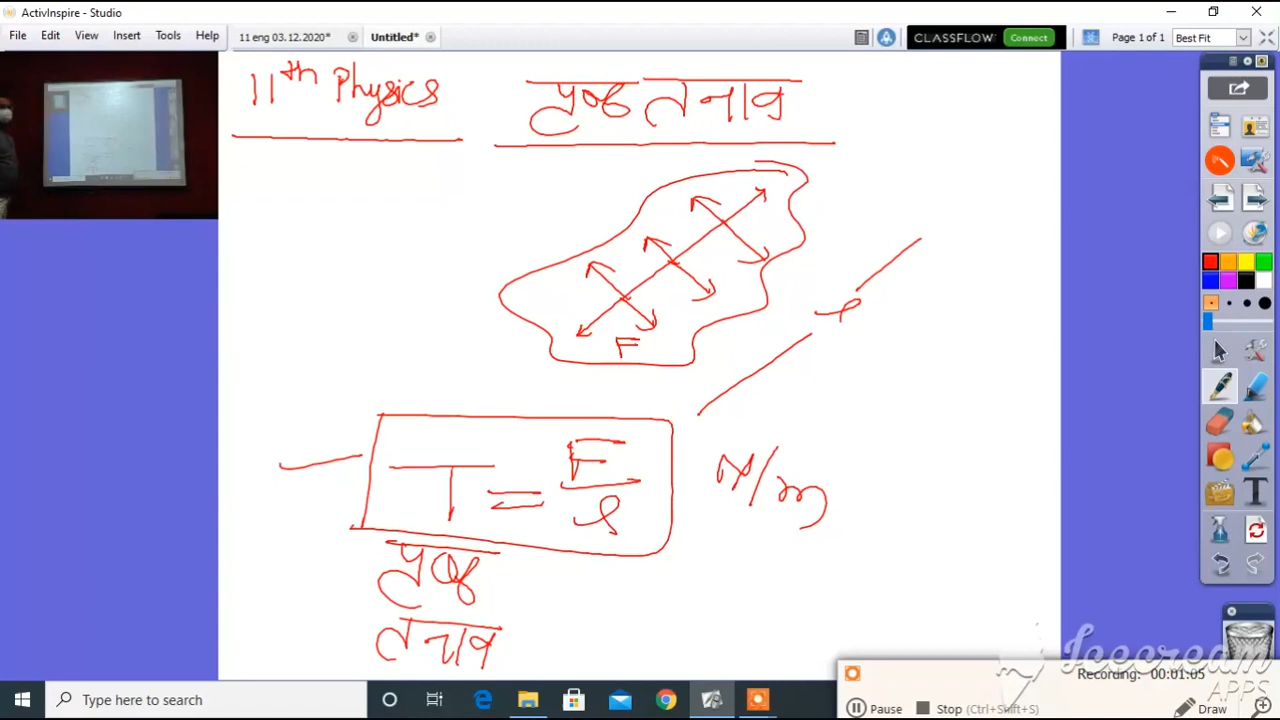 ActivInspire - Studio
File Edit View Insert Tools Help
11 eng 03.12.2020* Untitled*
CLASSFLOW Connect
Page 1 of 1 Best Fit
11th Physics
पृष्ठ तनाव
F
l
T = F/l
N/m
पृष्ठ
तनाव
Icecream
APPS
Recording: 00:01:05
Pause Stop (Ctrl+Shift+S) Draw
Type here to search